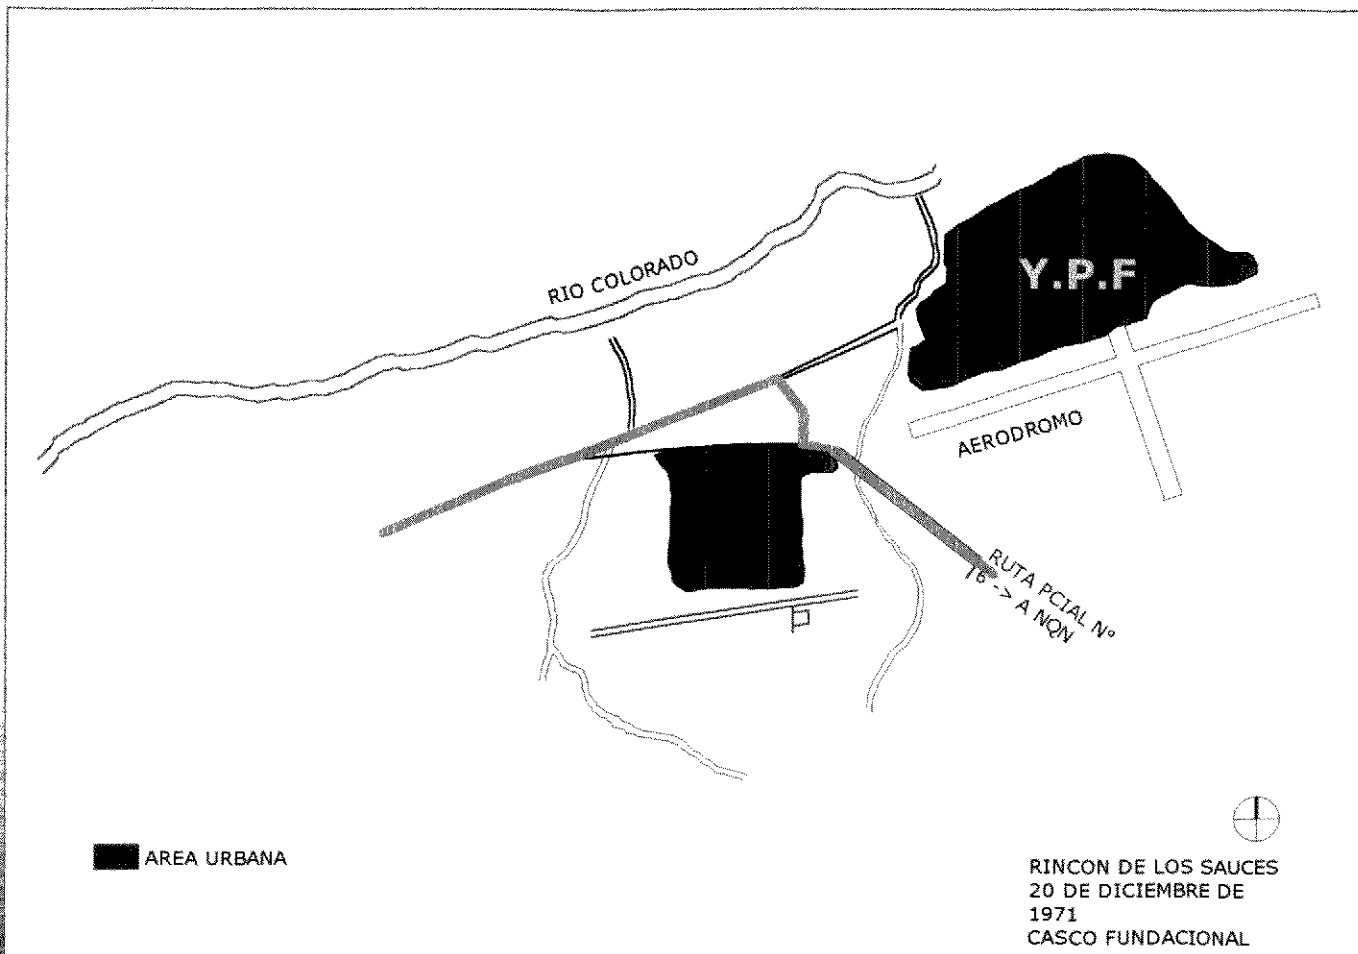 Y.P.F
RIO COLORADO
AERODROMO
RUTA PCIAL N°
6 -> A NQN
AREA URBANA
RINCON DE LOS SAUCES
20 DE DICIEMBRE DE
1971
CASCO FUNDACIONAL